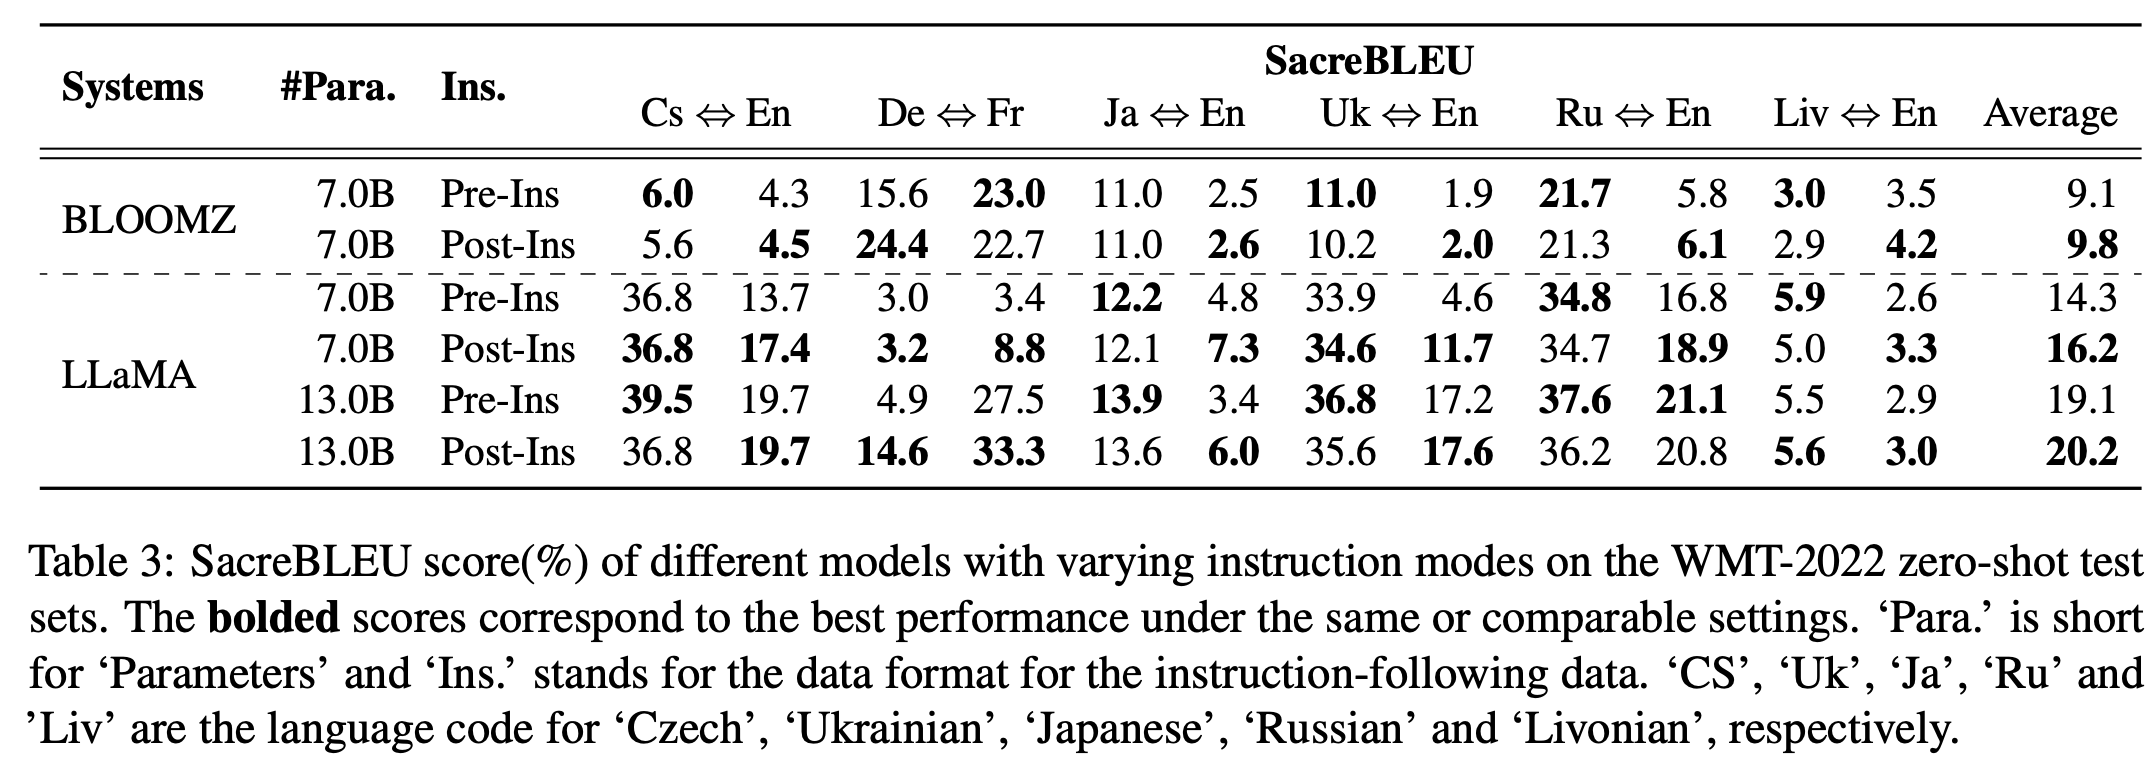 SacreBLEU
Systems #Para. Ins.
Cs ⇔ En De ⇔ Fr Ja ⇔ En Uk ⇔ En Ru ⇔ En Liv ⇔ En Average
BLOOMZ
7.0B Pre-Ins 6.0 4.3 15.6 23.0 11.0 2.5 11.0 1.9 21.7 5.8 3.0 3.5 9.1
7.0B Post-Ins 5.6 4.5 24.4 22.7 11.0 2.6 10.2 2.0 21.3 6.1 2.9 4.2 9.8
LLaMA
7.0B Pre-Ins 36.8 13.7 3.0 3.4 12.2 4.8 33.9 4.6 34.8 16.8 5.9 2.6 14.3
7.0B Post-Ins 36.8 17.4 3.2 8.8 12.1 7.3 34.6 11.7 34.7 18.9 5.0 3.3 16.2
13.0B Pre-Ins 39.5 19.7 4.9 27.5 13.9 3.4 36.8 17.2 37.6 21.1 5.5 2.9 19.1
13.0B Post-Ins 36.8 19.7 14.6 33.3 13.6 6.0 35.6 17.6 36.2 20.8 5.6 3.0 20.2
Table 3: SacreBLEU score(%) of different models with varying instruction modes on the WMT-2022 zero-shot test
sets. The bolded scores correspond to the best performance under the same or comparable settings. ‘Para.’ is short
for ‘Parameters’ and ‘Ins.’ stands for the data format for the instruction-following data. ‘CS’, ‘Uk’, ‘Ja’, ‘Ru’ and
’Liv’ are the language code for ‘Czech’, ‘Ukrainian’, ‘Japanese’, ‘Russian’ and ‘Livonian’, respectively.